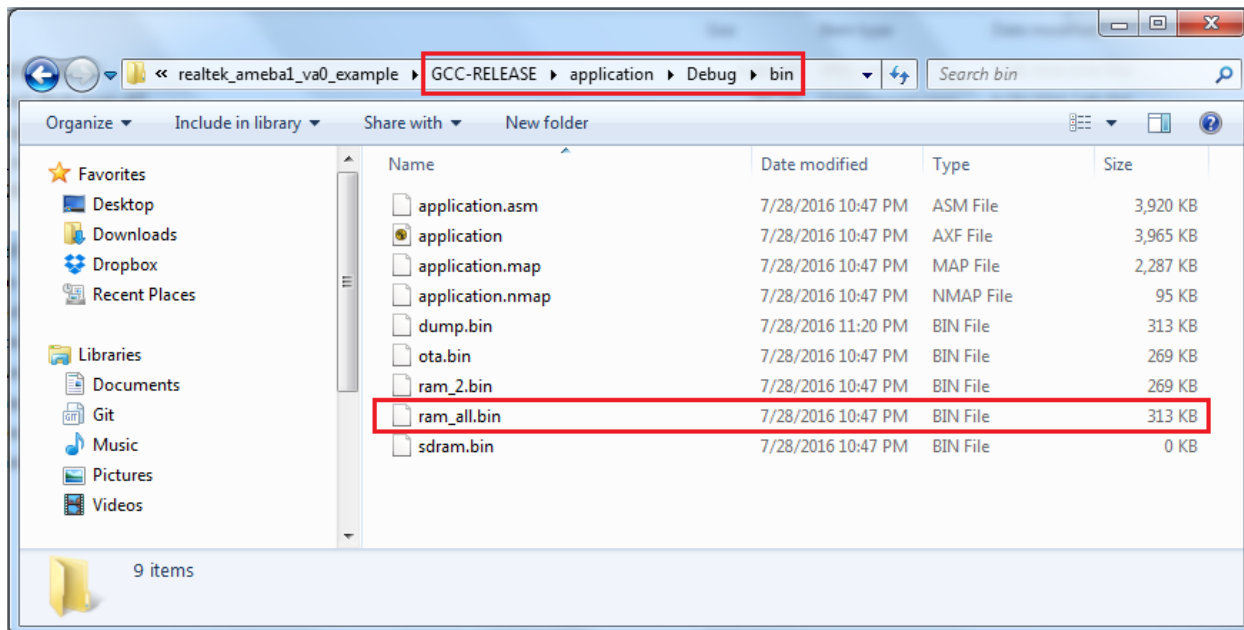 « realtek_ameba1_va0_example ▸ GCC-RELEASE ▸ application ▸ Debug ▸ bin Search bin
Organize Include in library Share with New folder
Favorites
Desktop
Downloads
Dropbox
Recent Places
Libraries
Documents
Git
Music
Pictures
Videos
Name Date modified Type Size
application.asm 7/28/2016 10:47 PM ASM File 3,920 KB
application 7/28/2016 10:47 PM AXF File 3,965 KB
application.map 7/28/2016 10:47 PM MAP File 2,287 KB
application.nmap 7/28/2016 10:47 PM NMAP File 95 KB
dump.bin 7/28/2016 11:20 PM BIN File 313 KB
ota.bin 7/28/2016 10:47 PM BIN File 269 KB
ram_2.bin 7/28/2016 10:47 PM BIN File 269 KB
ram_all.bin 7/28/2016 10:47 PM BIN File 313 KB
sdram.bin 7/28/2016 10:47 PM BIN File 0 KB
9 items